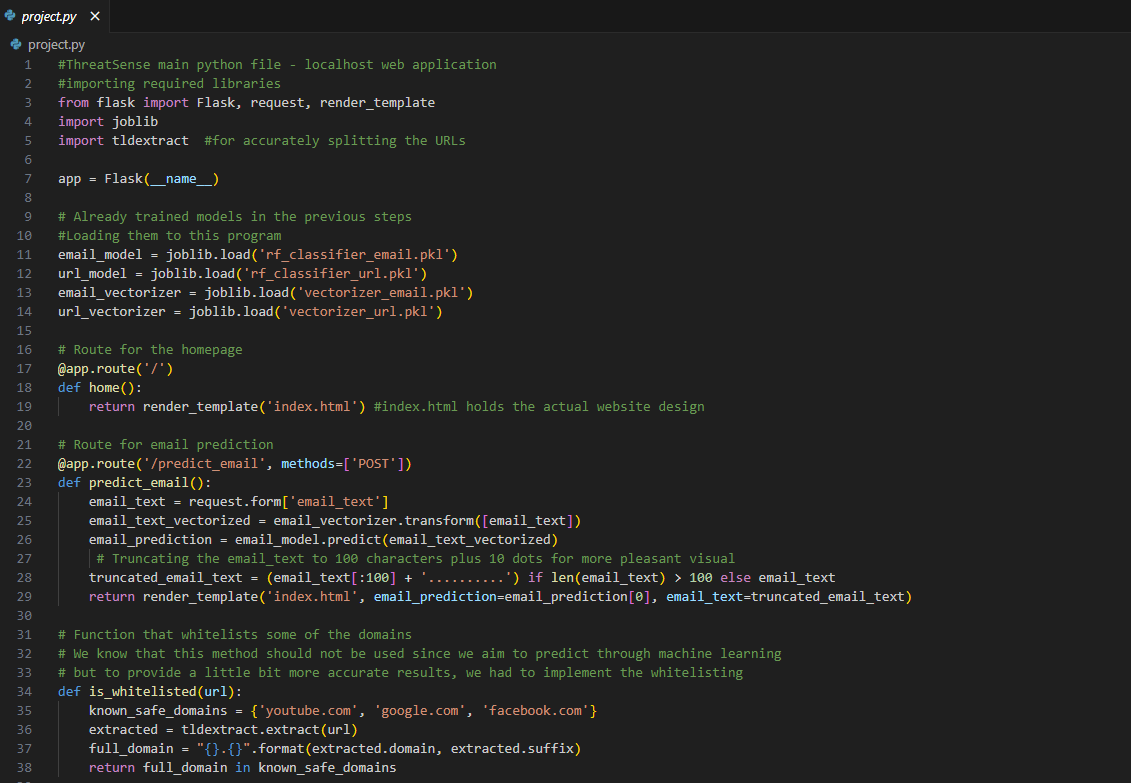 project.py ×
project.py
1 #ThreatSense main python file - localhost web application
2 #importing required libraries
3 from flask import Flask, request, render_template
4 import joblib
5 import tldextract  #for accurately splitting the URLs
6
7 app = Flask(__name__)
8
9 # Already trained models in the previous steps
10 #Loading them to this program
11 email_model = joblib.load('rf_classifier_email.pkl')
12 url_model = joblib.load('rf_classifier_url.pkl')
13 email_vectorizer = joblib.load('vectorizer_email.pkl')
14 url_vectorizer = joblib.load('vectorizer_url.pkl')
15
16 # Route for the homepage
17 @app.route('/')
18 def home():
19     return render_template('index.html') #index.html holds the actual website design
20
21 # Route for email prediction
22 @app.route('/predict_email', methods=['POST'])
23 def predict_email():
24     email_text = request.form['email_text']
25     email_text_vectorized = email_vectorizer.transform([email_text])
26     email_prediction = email_model.predict(email_text_vectorized)
27      # Truncating the email_text to 100 characters plus 10 dots for more pleasant visual
28     truncated_email_text = (email_text[:100] + '..........') if len(email_text) > 100 else email_text
29     return render_template('index.html', email_prediction=email_prediction[0], email_text=truncated_email_text)
30
31 # Function that whitelists some of the domains
32 # We know that this method should not be used since we aim to predict through machine learning
33 # but to provide a little bit more accurate results, we had to implement the whitelisting
34 def is_whitelisted(url):
35     known_safe_domains = {'youtube.com', 'google.com', 'facebook.com'}
36     extracted = tldextract.extract(url)
37     full_domain = "{}.{}".format(extracted.domain, extracted.suffix)
38     return full_domain in known_safe_domains